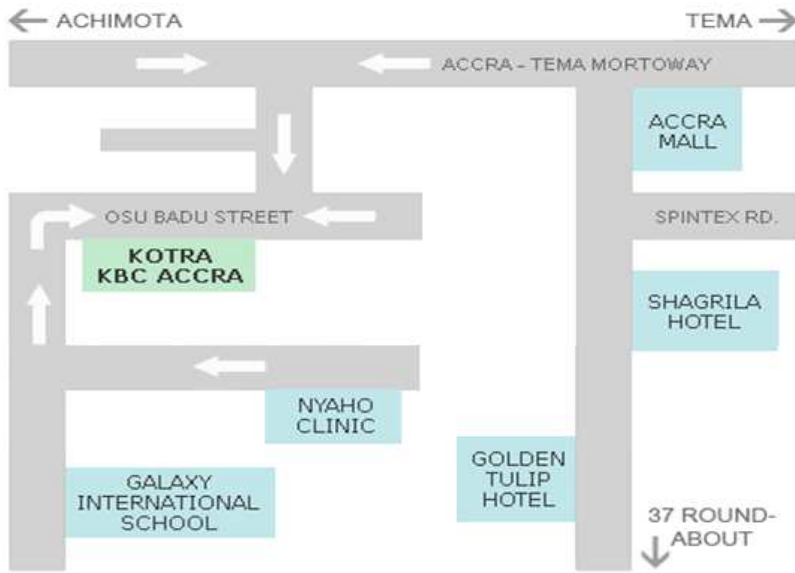 ACHIMOTA
TEMA
ACCRA - TEMA MORTOWAY
ACCRA
MALL
OSU BADU STREET
SPINTEX RD.
KOTRA
KBC ACCRA
SHAGRILA
HOTEL
NYAHO
CLINIC
GALAXY
INTERNATIONAL
SCHOOL
GOLDEN
TULIP
HOTEL
37 ROUND-
ABOUT